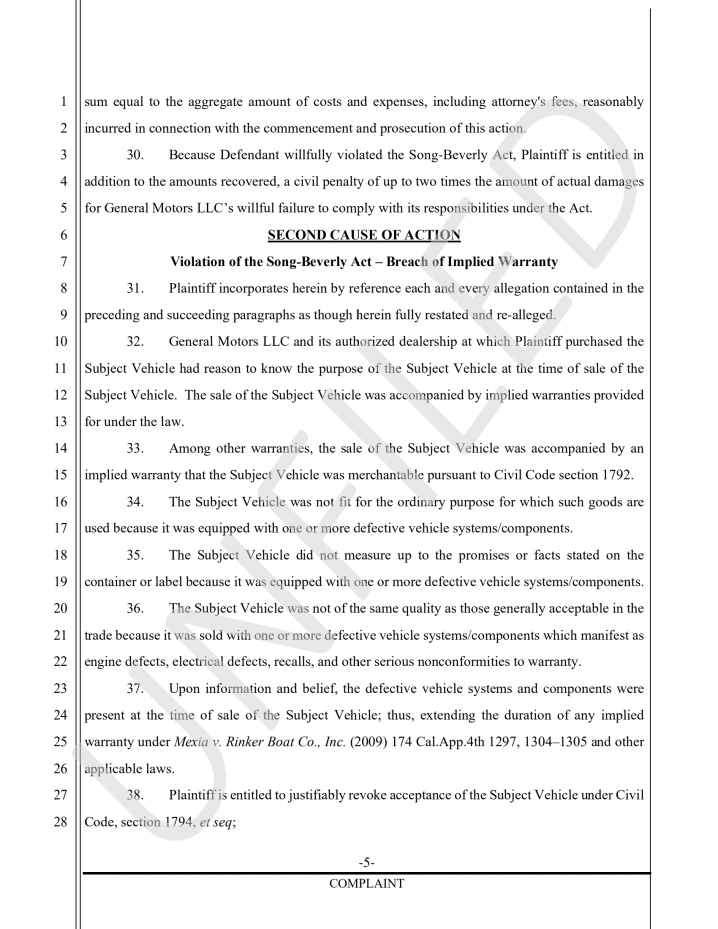 1 sum equal to the aggregate amount of costs and expenses, including attorney's fees, reasonably
2 incurred in connection with the commencement and prosecution of this action.
3 30. Because Defendant willfully violated the Song-Beverly Act, Plaintiff is entitled in
4 addition to the amounts recovered, a civil penalty of up to two times the amount of actual damages
5 for General Motors LLC's willful failure to comply with its responsibilities under the Act.
6 SECOND CAUSE OF ACTION
7 Violation of the Song-Beverly Act – Breach of Implied Warranty
8 31. Plaintiff incorporates herein by reference each and every allegation contained in the
9 preceding and succeeding paragraphs as though herein fully restated and re-alleged.
10 32. General Motors LLC and its authorized dealership at which Plaintiff purchased the
11 Subject Vehicle had reason to know the purpose of the Subject Vehicle at the time of sale of the
12 Subject Vehicle. The sale of the Subject Vehicle was accompanied by implied warranties provided
13 for under the law.
14 33. Among other warranties, the sale of the Subject Vehicle was accompanied by an
15 implied warranty that the Subject Vehicle was merchantable pursuant to Civil Code section 1792.
16 34. The Subject Vehicle was not fit for the ordinary purpose for which such goods are
17 used because it was equipped with one or more defective vehicle systems/components.
18 35. The Subject Vehicle did not measure up to the promises or facts stated on the
19 container or label because it was equipped with one or more defective vehicle systems/components.
20 36. The Subject Vehicle was not of the same quality as those generally acceptable in the
21 trade because it was sold with one or more defective vehicle systems/components which manifest as
22 engine defects, electrical defects, recalls, and other serious nonconformities to warranty.
23 37. Upon information and belief, the defective vehicle systems and components were
24 present at the time of sale of the Subject Vehicle; thus, extending the duration of any implied
25 warranty under Mexia v. Rinker Boat Co., Inc. (2009) 174 Cal.App.4th 1297, 1304–1305 and other
26 applicable laws.
27 38. Plaintiff is entitled to justifiably revoke acceptance of the Subject Vehicle under Civil
28 Code, section 1794, et seq;
-5-
COMPLAINT
UNFILED